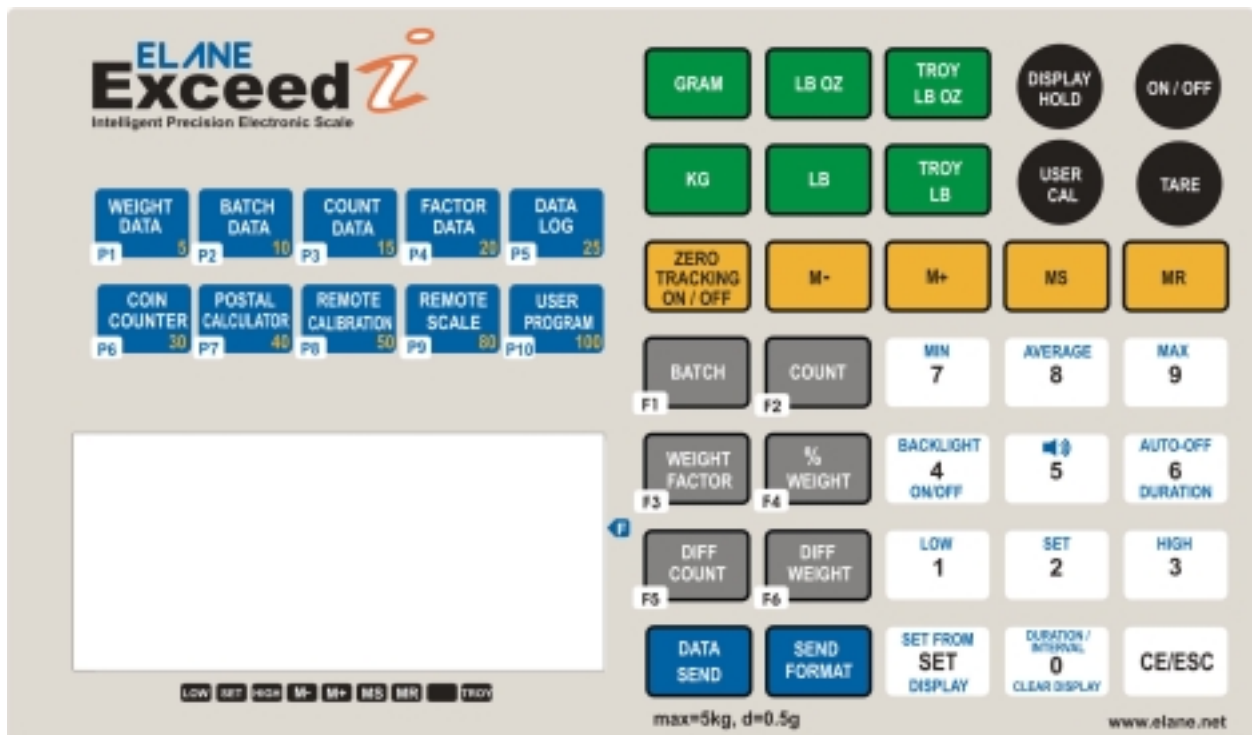 ELANE
Exceed i
Intelligent Precision Electronic Scale
GRAM
LB OZ
TROY
LB OZ
DISPLAY
HOLD
ON / OFF
KG
LB
TROY
LB
USER
CAL
TARE
WEIGHT
DATA
P1 5
BATCH
DATA
P2 10
COUNT
DATA
P3 15
FACTOR
DATA
P4 20
DATA
LOG
P5 25
COIN
COUNTER
P6 30
POSTAL
CALCULATOR
P7 40
REMOTE
CALIBRATION
P8 50
REMOTE
SCALE
P9 80
USER
PROGRAM
P10 100
ZERO
TRACKING
ON / OFF
M-
M+
MS
MR
BATCH
F1
COUNT
F2
MIN
7
AVERAGE
8
MAX
9
WEIGHT
FACTOR
F3
%
WEIGHT
F4
BACKLIGHT
4
ON/OFF
5
AUTO-OFF
6
DURATION
F
DIFF
COUNT
F5
DIFF
WEIGHT
F6
LOW
1
SET
2
HIGH
3
DATA
SEND
SEND
FORMAT
SET FROM
SET
DISPLAY
DURATION /
INTERVAL
0
CLEAR DISPLAY
CE/ESC
LOW SET HIGH M- M+ MS MR TROY
max=5kg, d=0.5g
www.elane.net